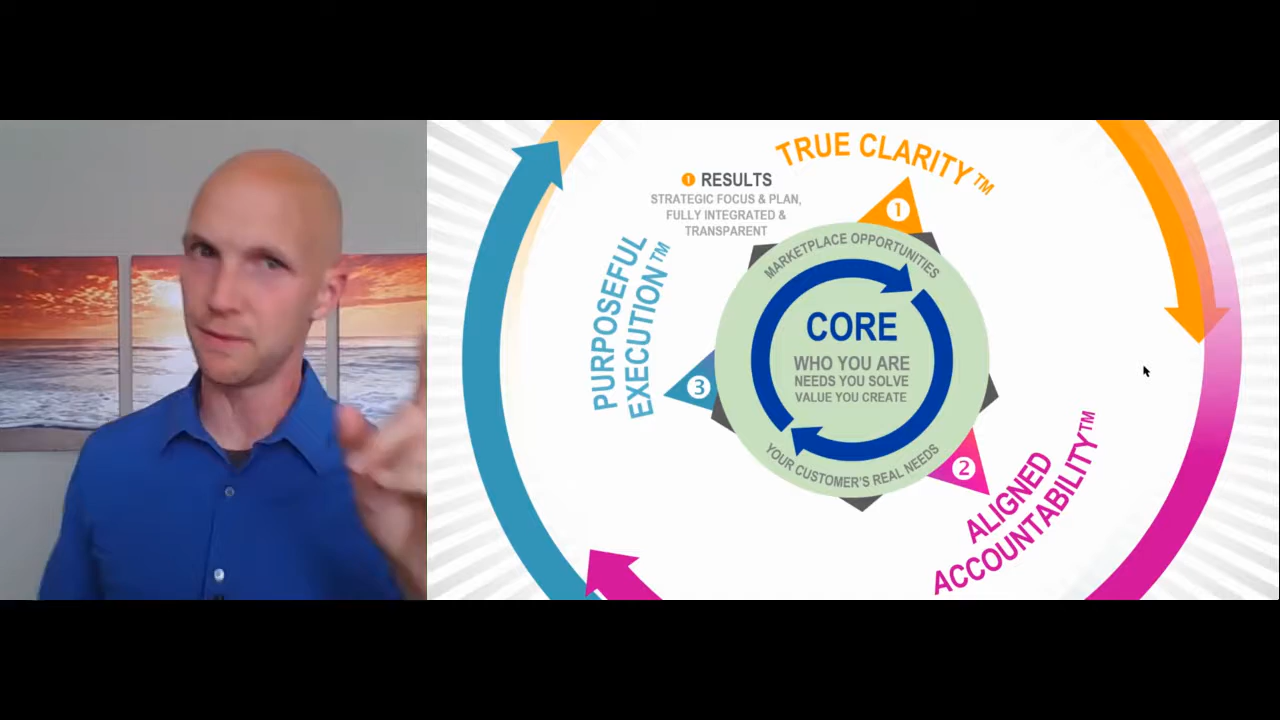 TRUE CLARITY™
1
❶ RESULTS
STRATEGIC FOCUS & PLAN,
FULLY INTEGRATED &
TRANSPARENT
PURPOSEFUL
EXECUTION™
3
MARKETPLACE OPPORTUNITIES
CORE
WHO YOU ARE
NEEDS YOU SOLVE
VALUE YOU CREATE
YOUR CUSTOMER'S REAL NEEDS
2
ALIGNED
ACCOUNTABILITY™